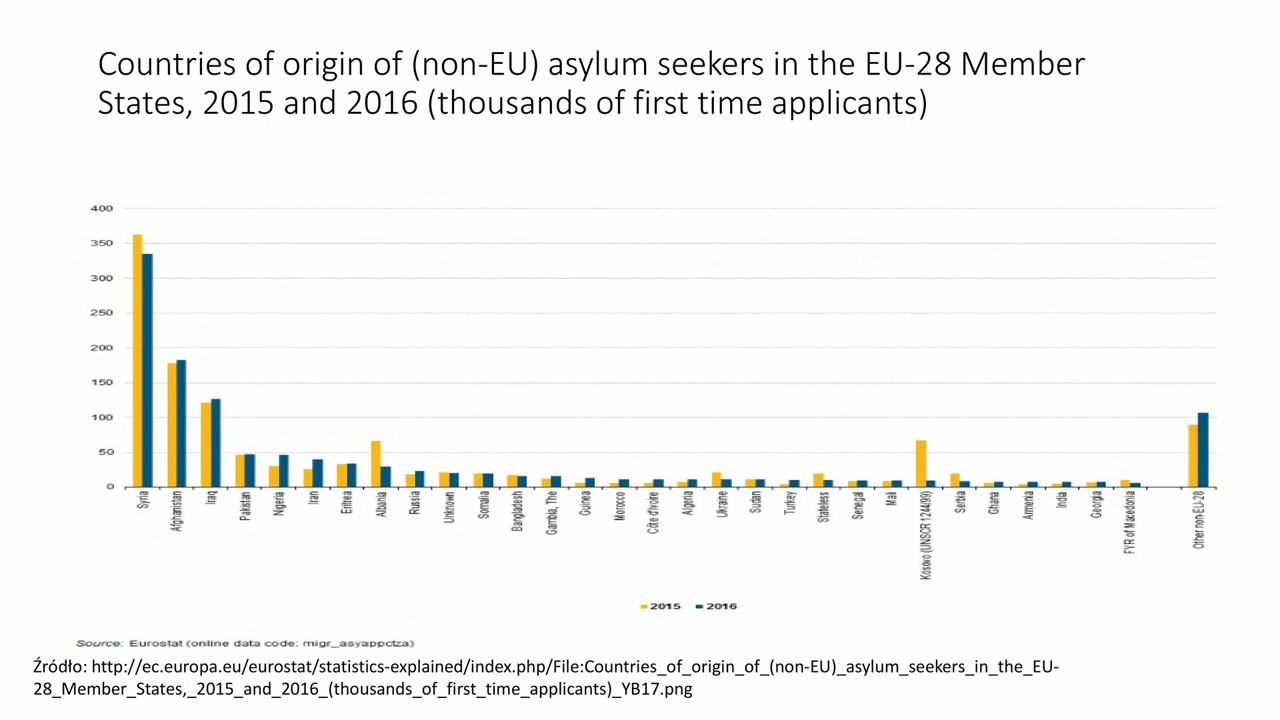 Countries of origin of (non-EU) asylum seekers in the EU-28 Member
States, 2015 and 2016 (thousands of first time applicants)
400
350
300
250
200
150
100
50
0
Syria
Afghanistan
Iraq
Pakistan
Nigeria
Iran
Eritrea
Albania
Russia
Unknown
Somalia
Bangladesh
Gambia, The
Guinea
Morocco
Côte d'Ivoire
Algeria
Ukraine
Sudan
Turkey
Stateless
Senegal
Mali
Kosovo (UNSCR 1244/99)
Serbia
Ghana
Armenia
India
Georgia
FYR of Macedonia
Other non-EU-28
2015 2016
Source: Eurostat (online data code: migr_asyappctza)
Źródło: http://ec.europa.eu/eurostat/statistics-explained/index.php/File:Countries_of_origin_of_(non-EU)_asylum_seekers_in_the_EU-
28_Member_States,_2015_and_2016_(thousands_of_first_time_applicants)_YB17.png